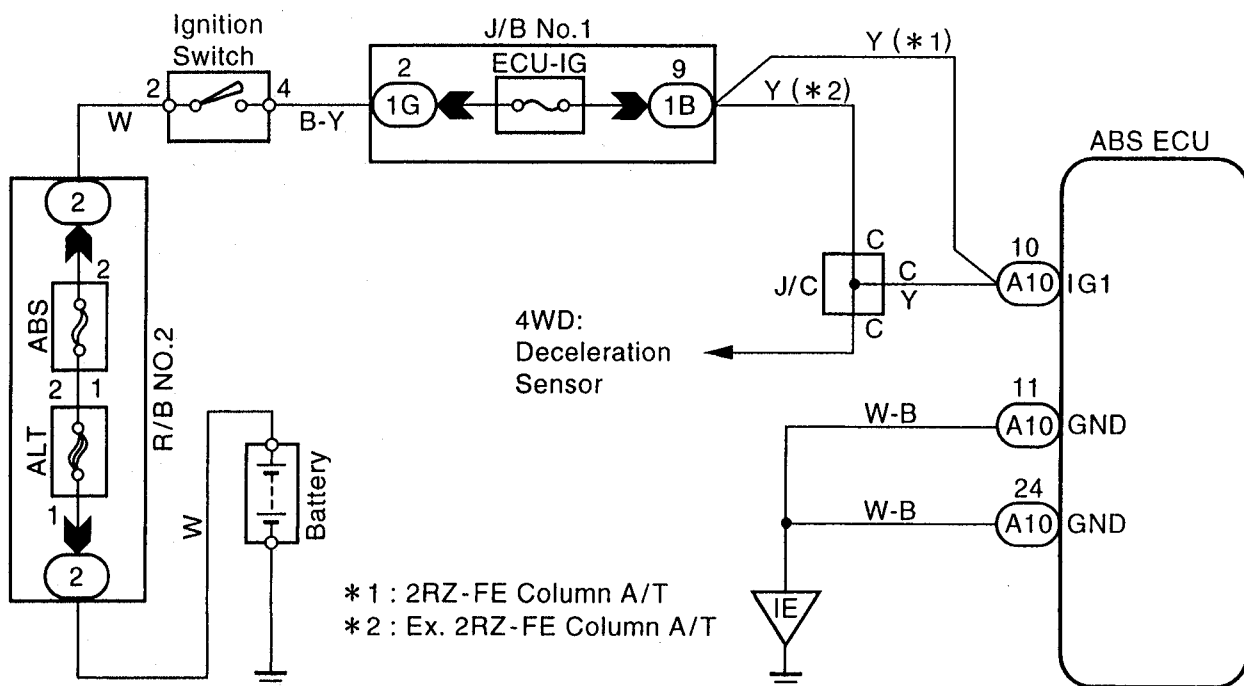 Ignition
Switch
2
4
W
B-Y
J/B No.1
2
ECU-IG
9
1G
1B
Y (*1)
Y (*2)
ABS ECU
2
2
ABS
2 1
ALT
1
2
R/B NO.2
W
Battery
C
J/C
C
Y
C
10
A10
IG1
4WD:
Deceleration
Sensor
11
A10
GND
W-B
24
A10
GND
W-B
IE
*1 : 2RZ-FE Column A/T
*2 : Ex. 2RZ-FE Column A/T